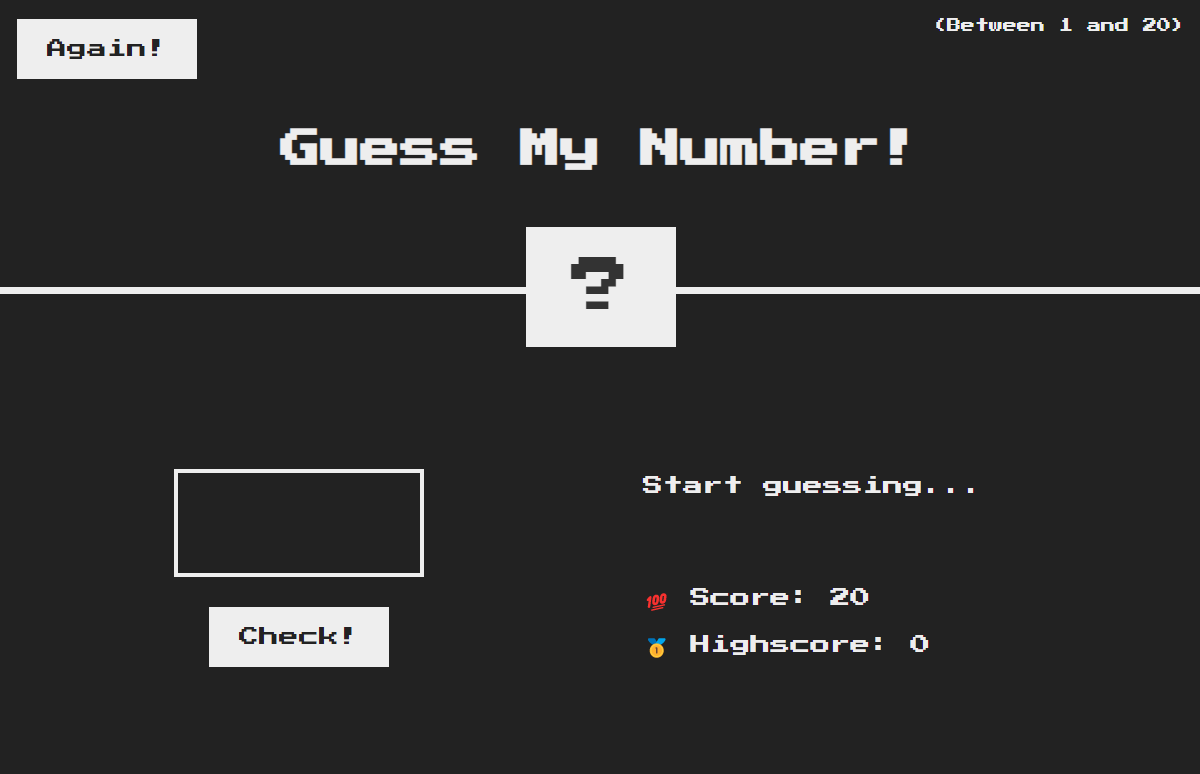 Again!
(Between 1 and 20)
Guess My Number!
?
Start guessing...
💯 Score: 20
🥇 Highscore: 0
Check!